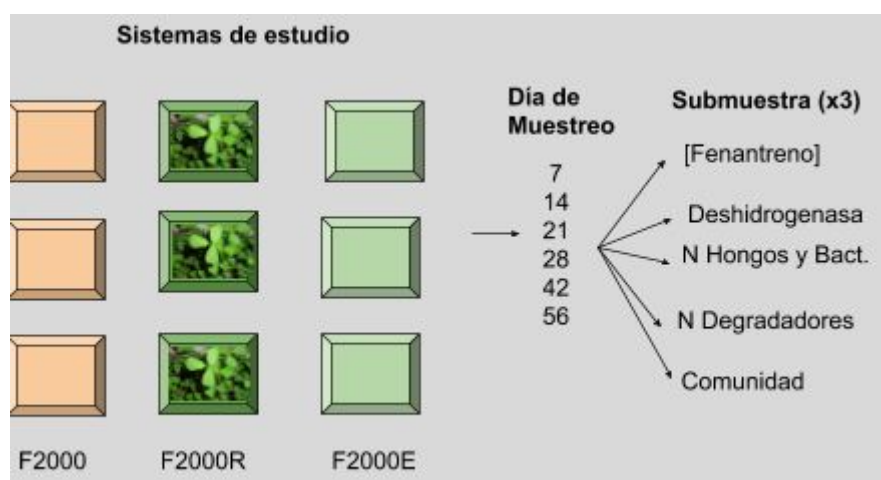 Sistemas de estudio
Día de
Muestreo
7
14
21
28
42
56
Submuestra (x3)
[Fenantreno]
Deshidrogenasa
N Hongos y Bact.
N Degradadores
Comunidad
F2000
F2000R
F2000E